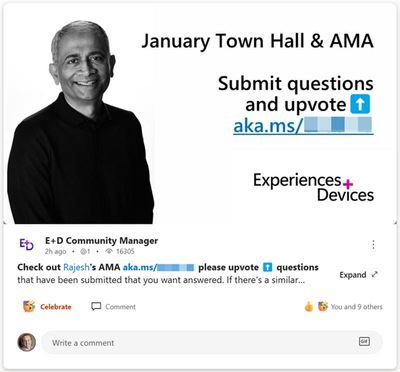 January Town Hall & AMA
Submit questions
and upvote
aka.ms/
Experiences+
Devices
E+D
E+D Community Manager
2h ago • @1 • 16305
Check out Rajesh's AMA aka.ms/ please upvote questions
that have been submitted that you want answered. If there's a similar...
Expand
Celebrate
Comment
You and 9 others
Write a comment
GIF